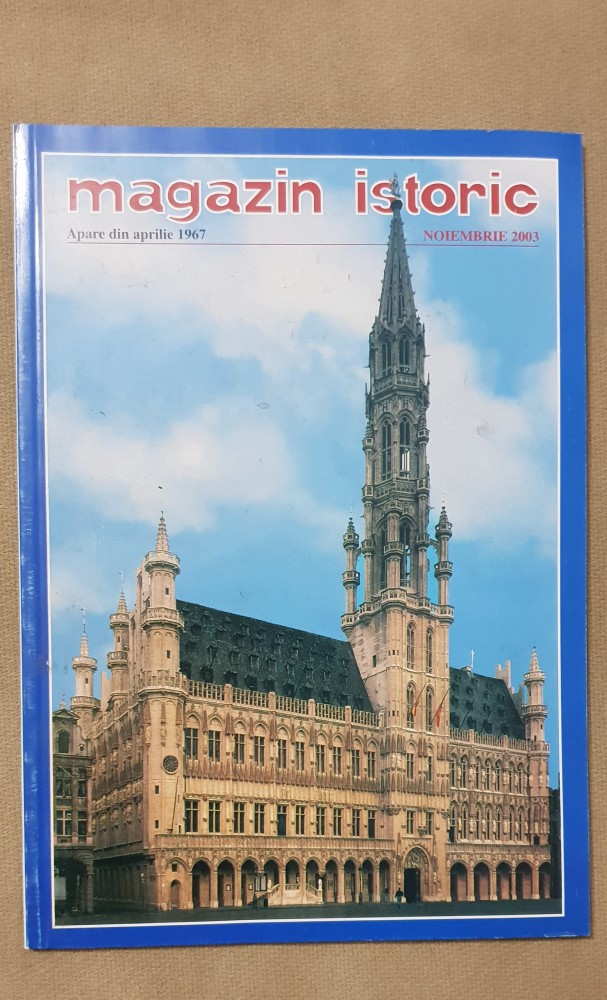 magazin istoric
Apare din aprilie 1967 NOIEMBRIE 2003